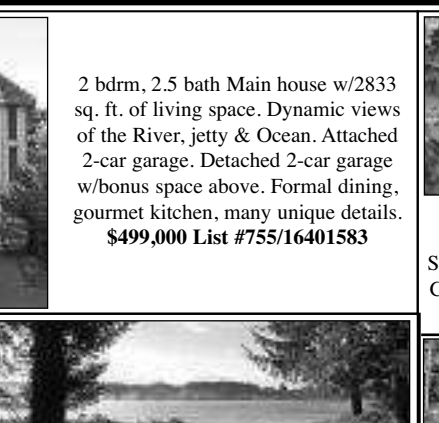 2 bdrm, 2.5 bath Main house w/2833
sq. ft. of living space. Dynamic views
of the River, jetty & Ocean. Attached
2-car garage. Detached 2-car garage
w/bonus space above. Formal dining,
gourmet kitchen, many unique details.
$499,000 List #755/16401583